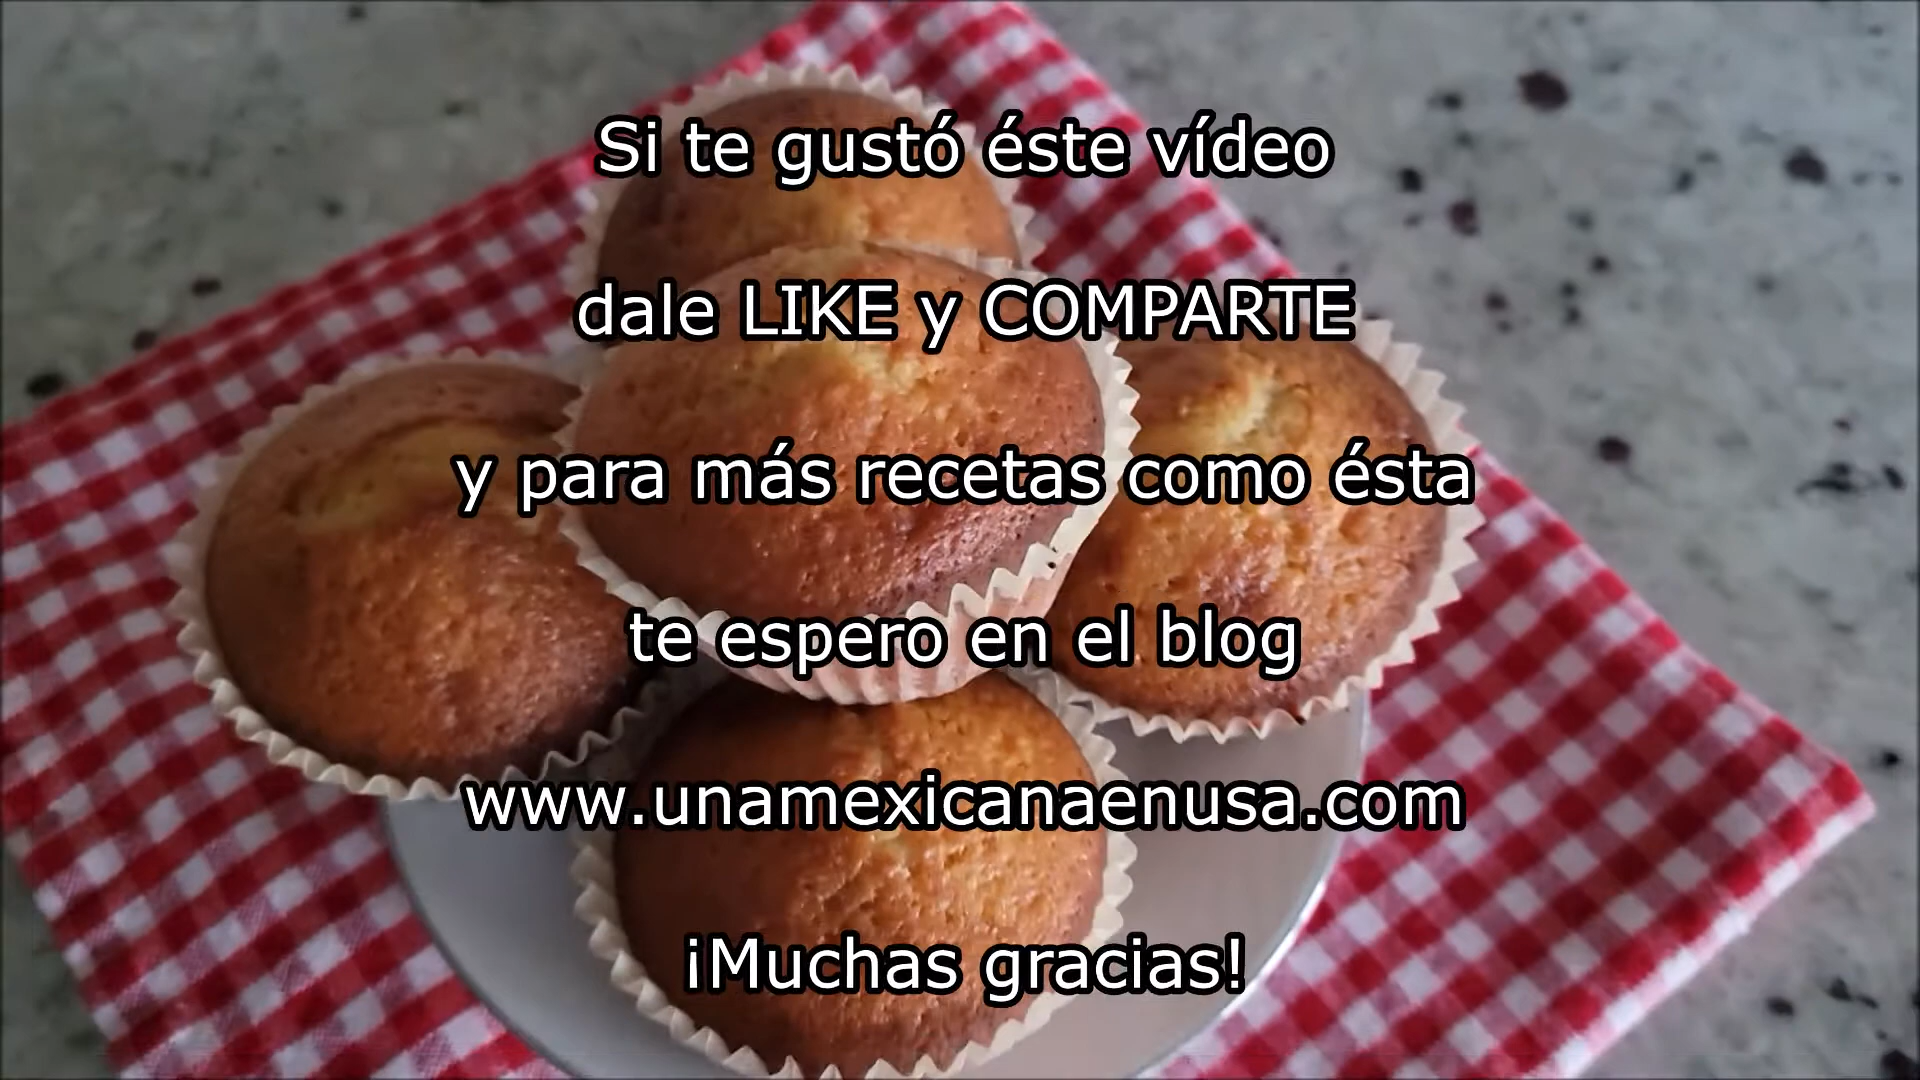 Si te gustó éste vídeo
dale LIKE y COMPARTE
y para más recetas como ésta
te espero en el blog
www.unamexicanaenusa.com
¡Muchas gracias!